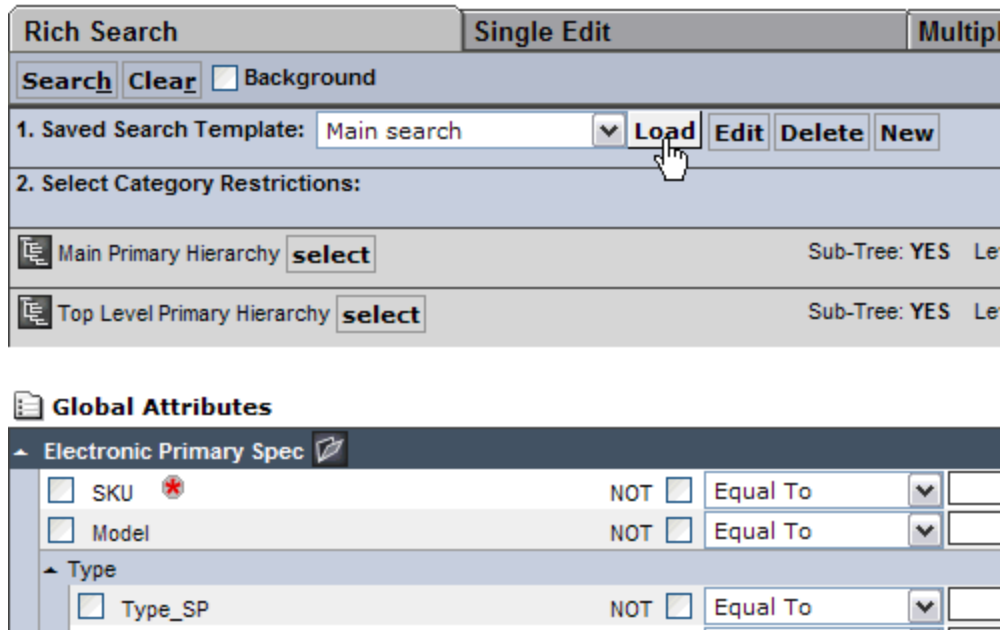 Rich Search Single Edit
Search Clear Background
1. Saved Search Template: Main search Load Edit Delete New
2. Select Category Restrictions:
Main Primary Hierarchy select Sub-Tree: YES
Top Level Primary Hierarchy select Sub-Tree: YES
Global Attributes
Electronic Primary Spec
SKU * NOT Equal To
Model NOT Equal To
Type
Type_SP NOT Equal To